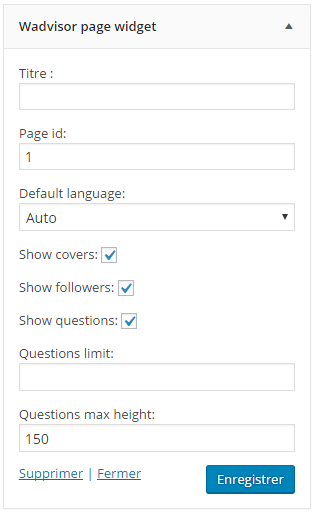 Wadvisor page widget
Titre :
Page id:
1
Default language:
Auto
Show covers:
Show followers:
Show questions:
Questions limit:
Questions max height:
150
Supprimer | Fermer Enregistrer